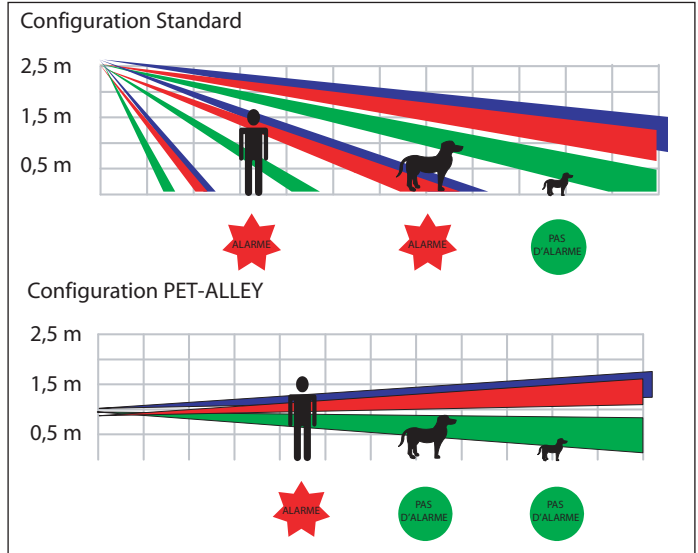 Configuration Standard
2,5 m
1,5 m
0,5 m
ALARME
ALARME
PAS
D'ALARME
Configuration PET-ALLEY
2,5 m
1,5 m
0,5 m
ALARME
PAS
D'ALARME
PAS
D'ALARME